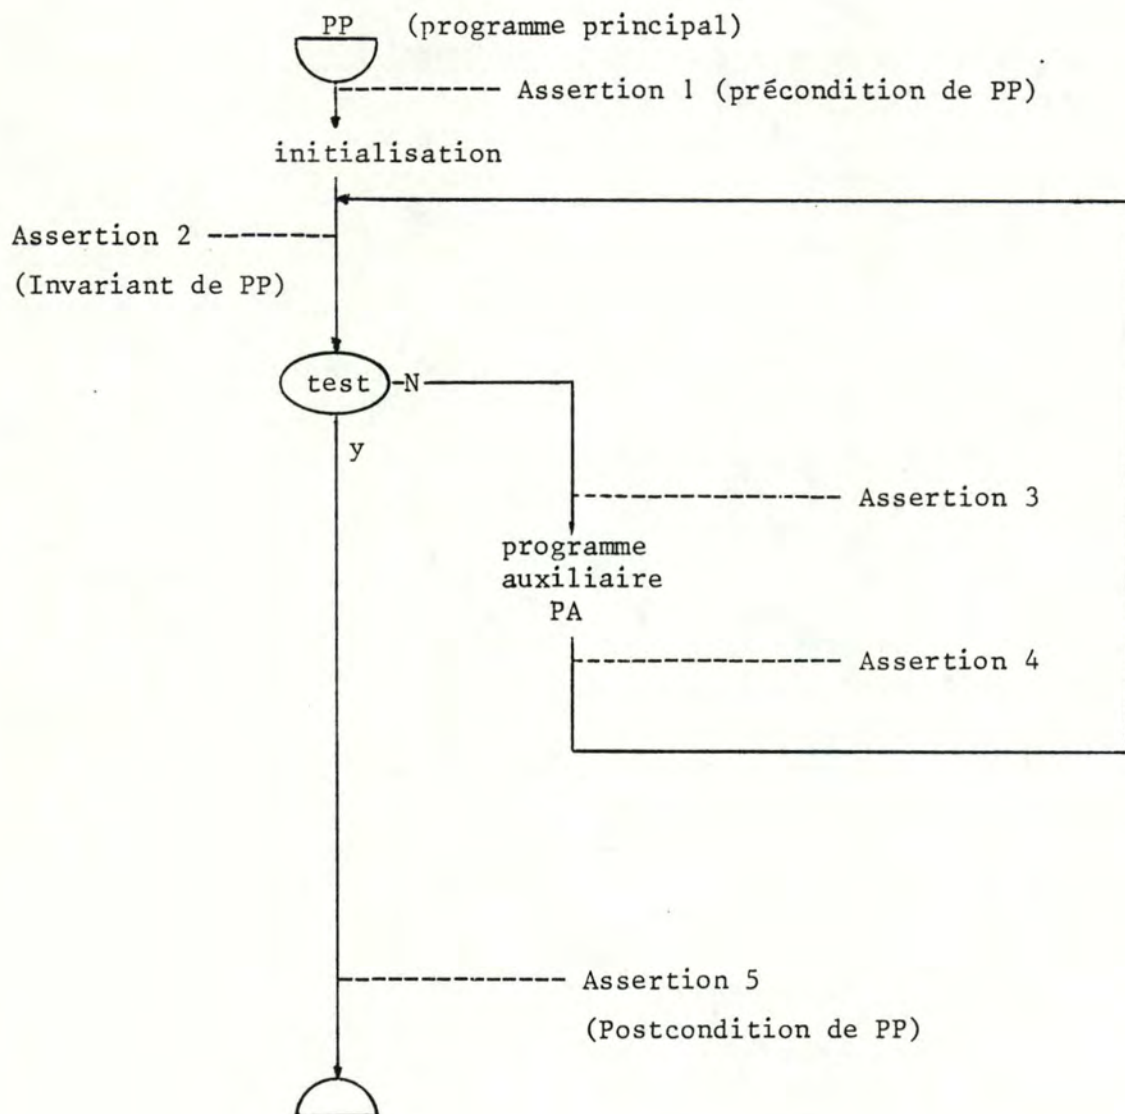 PP (programme principal)
Assertion 1 (précondition de PP)
initialisation
Assertion 2
(Invariant de PP)
test N
y
Assertion 3
programme
auxiliaire
PA
Assertion 4
Assertion 5
(Postcondition de PP)